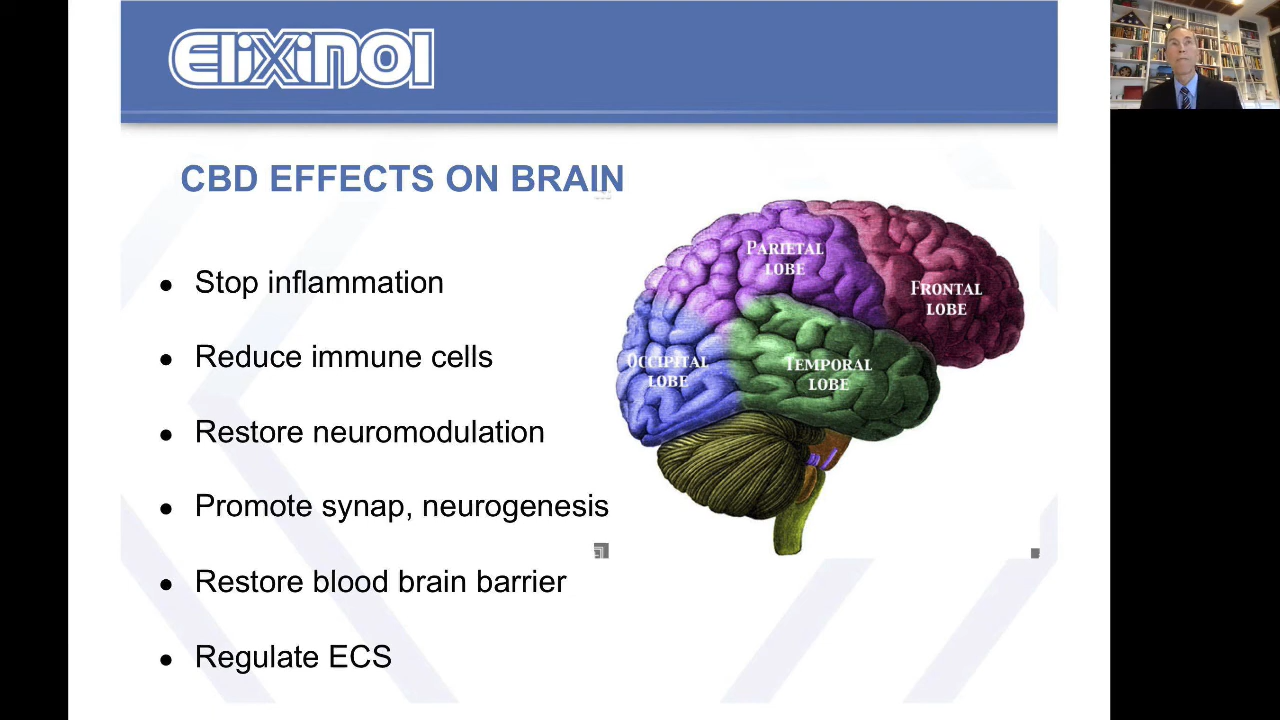 Elixinol
CBD EFFECTS ON BRAIN
Stop inflammation
Reduce immune cells
Restore neuromodulation
Promote synap, neurogenesis
Restore blood brain barrier
Regulate ECS
PARIETAL
LOBE
FRONTAL
LOBE
OCCIPITAL
LOBE
TEMPORAL
LOBE